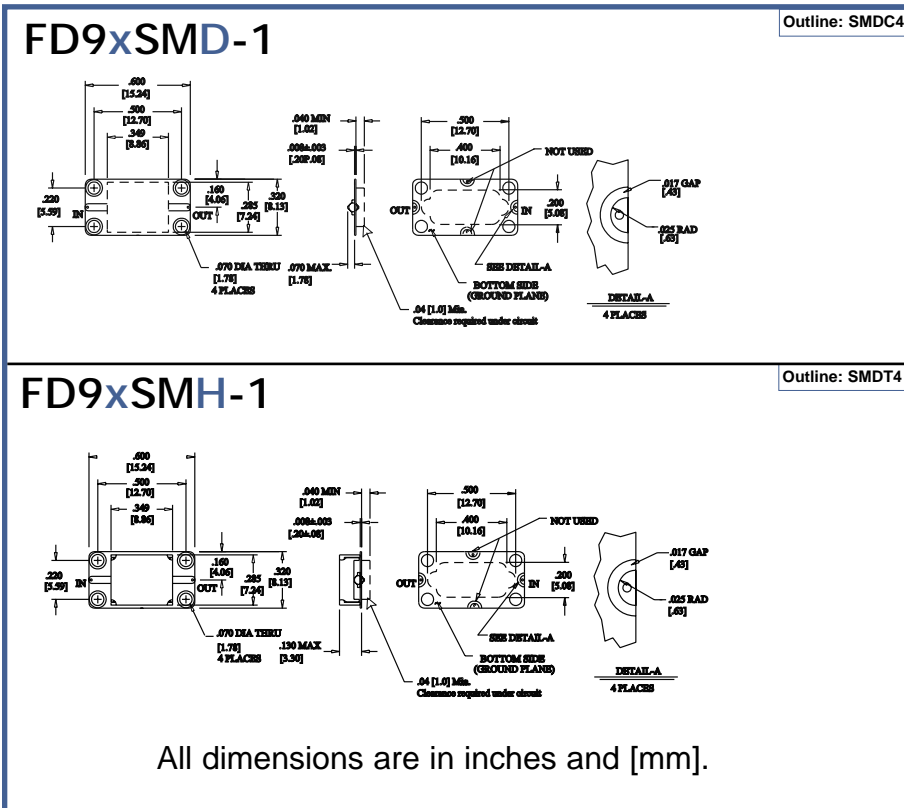 FD9xSMD-1
Outline: SMDC4
.600
[15.24]
.500
[12.70]
.349
[8.86]
.220
[5.59]
IN
OUT
.160
[4.06]
.285
[7.24]
.320
[8.13]
.070 DIA THRU
[1.78]
4 PLACES
.040 MIN
[1.02]
.008±.003
[.20P.08]
.070 MAX.
[1.78]
.04 [1.0] Min.
Clearance required under circuit
.500
[12.70]
.400
[10.16]
NOT USED
OUT
IN
.200
[5.08]
SEE DETAIL-A
BOTTOM SIDE
(GROUND PLANE)
.017 GAP
[.43]
.025 RAD
[.63]
DETAIL-A
4 PLACES
FD9xSMH-1
Outline: SMDT4
.600
[15.24]
.500
[12.70]
.349
[8.86]
.220
[5.59]
IN
OUT
.160
[4.06]
.285
[7.24]
.320
[8.13]
.070 DIA THRU
[1.78]
4 PLACES
.040 MIN
[1.02]
.008±.003
[.20±.08]
.130 MAX
[3.30]
.04 [1.0] Min.
Clearance required under circuit
.500
[12.70]
.400
[10.16]
NOT USED
OUT
IN
.200
[5.08]
SEE DETAIL-A
BOTTOM SIDE
(GROUND PLANE)
.017 GAP
[.43]
.025 RAD
[.63]
DETAIL-A
4 PLACES
All dimensions are in inches and [mm].